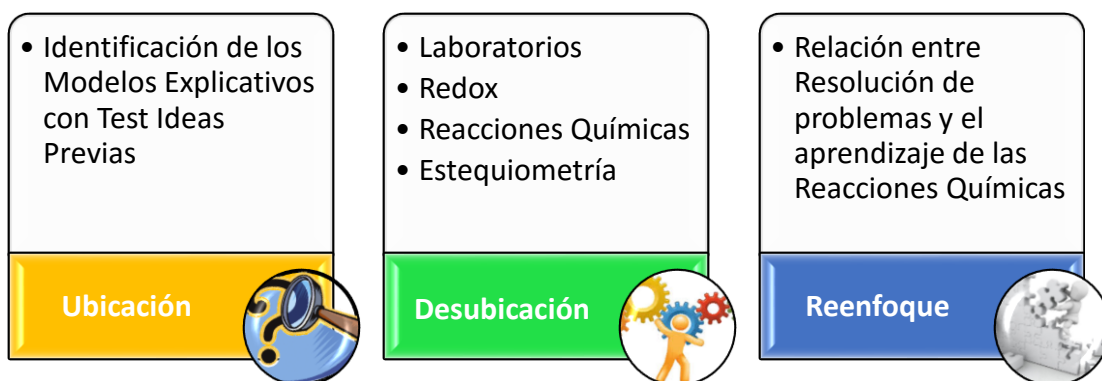 • Identificación de los
Modelos Explicativos
con Test Ideas
Previas
Ubicación
• Laboratorios
• Redox
• Reacciones Químicas
• Estequiometría
Desubicación
• Relación entre
Resolución de
problemas y el
aprendizaje de las
Reacciones Químicas
Reenfoque